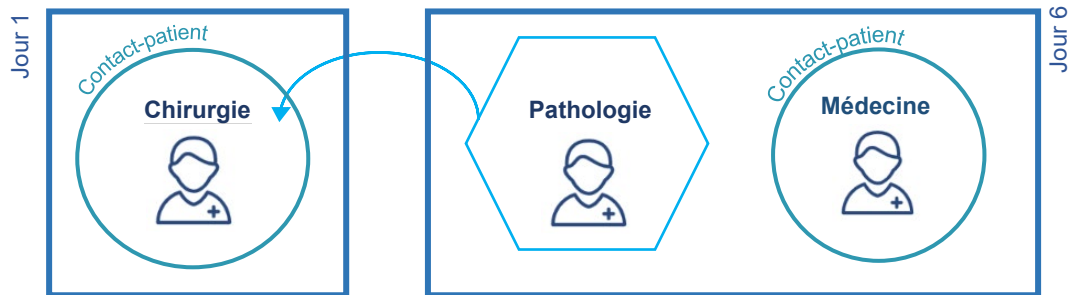 Jour 1
Contact-patient
Chirurgie
Pathologie
Contact-patient
Médecine
Jour 6